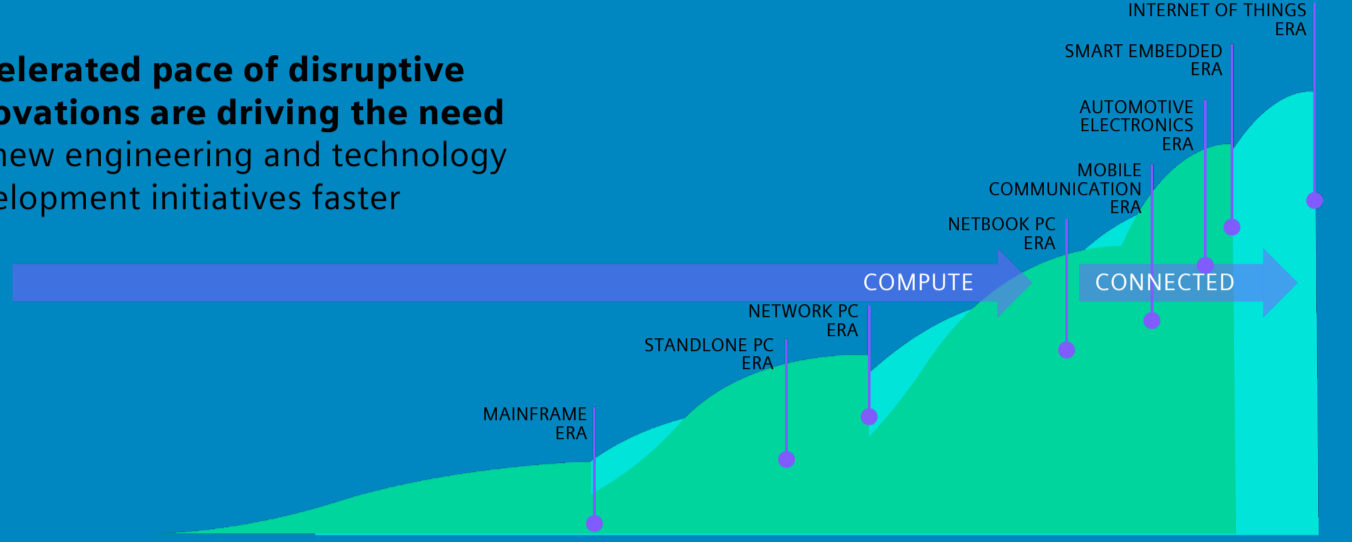 elerated pace of disruptive
ovations are driving the need
new engineering and technology
elopment initiatives faster
INTERNET OF THINGS
ERA
SMART EMBEDDED
ERA
AUTOMOTIVE
ELECTRONICS
ERA
MOBILE
COMMUNICATION
ERA
NETBOOK PC
ERA
COMPUTE
CONNECTED
NETWORK PC
ERA
STANDLONE PC
ERA
MAINFRAME
ERA